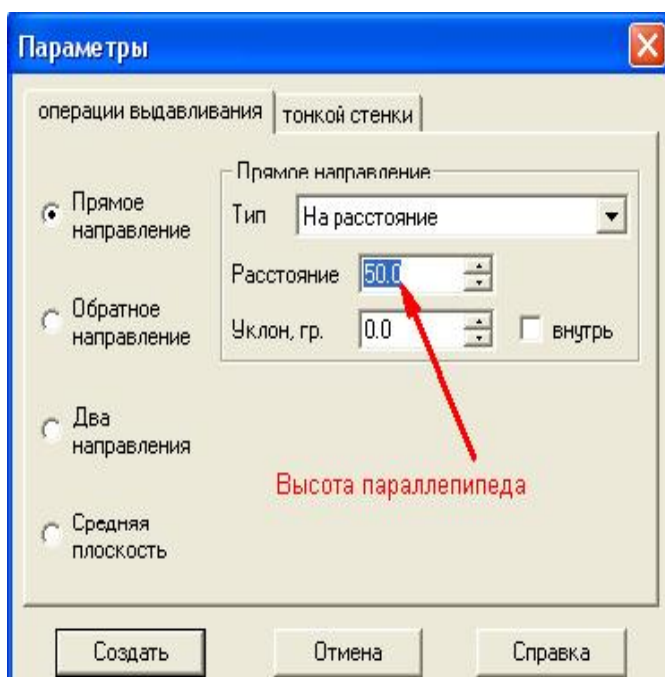 Параметры
операции выдавливания
тонкой стенки
Прямое направление
Прямое
направление
Тип
На расстояние
Расстояние
50.0
Обратное
направление
Уклон, гр.
0.0
внутрь
Два
направления
Высота параллепипеда
Средняя
плоскость
Создать
Отмена
Справка